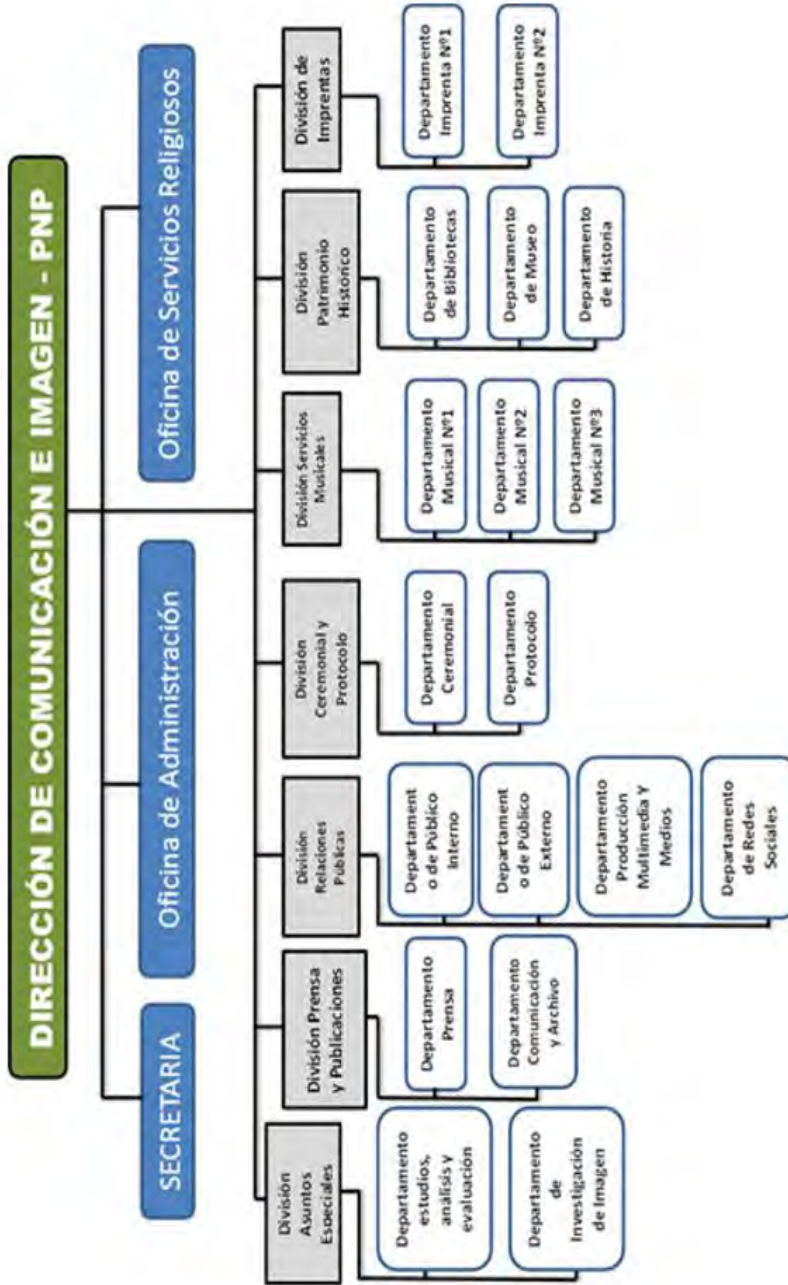 DIRECCIÓN DE COMUNICACIÓN E IMAGEN - PNP
SECRETARIA
Oficina de Administración
Oficina de Servicios Religiosos
División
Asuntos
Especiales
Departamento
estudios,
análisis y
evaluación
Departamento
de
Investigación
de Imagen
División Prensa
y Publicaciones
Departamento
Prensa
Departamento
Comunicación
y Archivo
División
Relaciones
Públicas
Departament
o de Público
Interno
Departament
o de Público
Externo
Departamento
Producción
Multimedia Y
Medios
Departamento
de Redes
Sociales
División
Ceremonial y
Protocolo
Departamento
Ceremonial
Departamento
Protocolo
División Servicios
Musicales
Departamento
Musical Nº1
Departamento
Musical Nº2
Departamento
Musical Nº3
División
Patrimonio
Histórico
Departamento
de Bibliotecas
Departamento
de Museo
Departamento
de Historia
División de
Imprentas
Departamento
Imprenta Nº1
Departamento
Imprenta Nº2